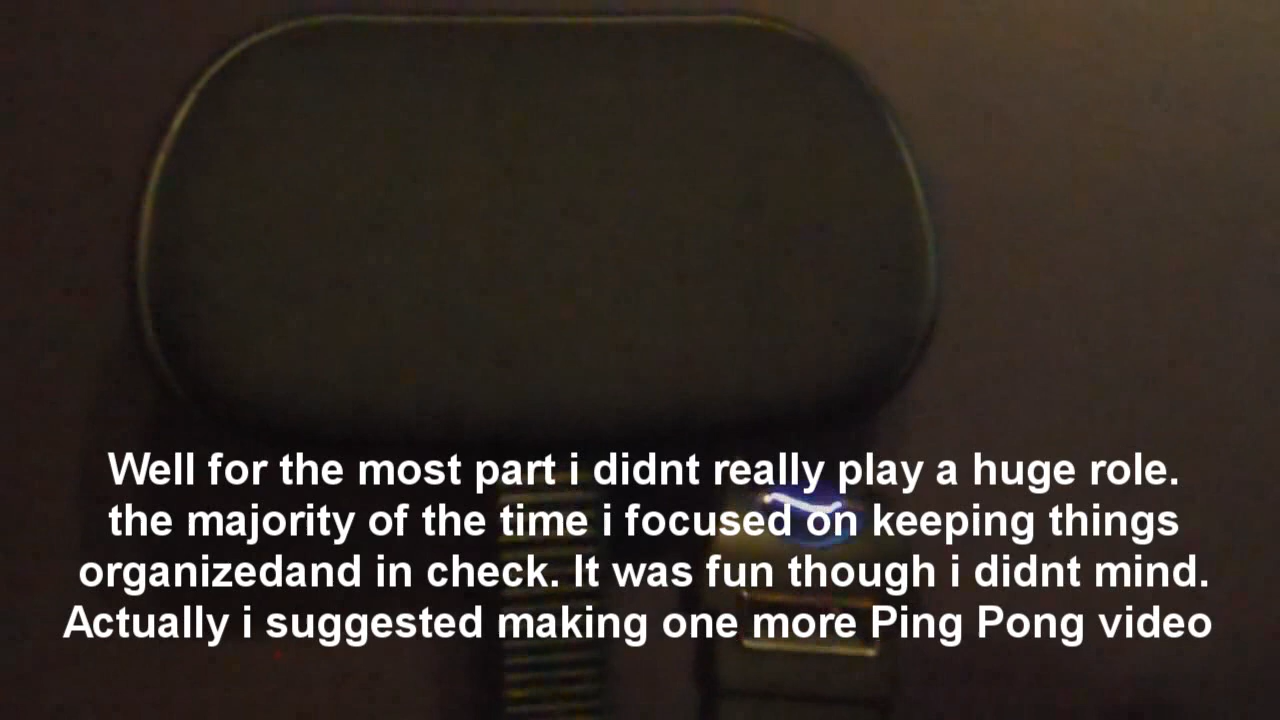 Well for the most part i didnt really play a huge role.
the majority of the time i focused on keeping things
organizedand in check. It was fun though i didnt mind.
Actually i suggested making one more Ping Pong video